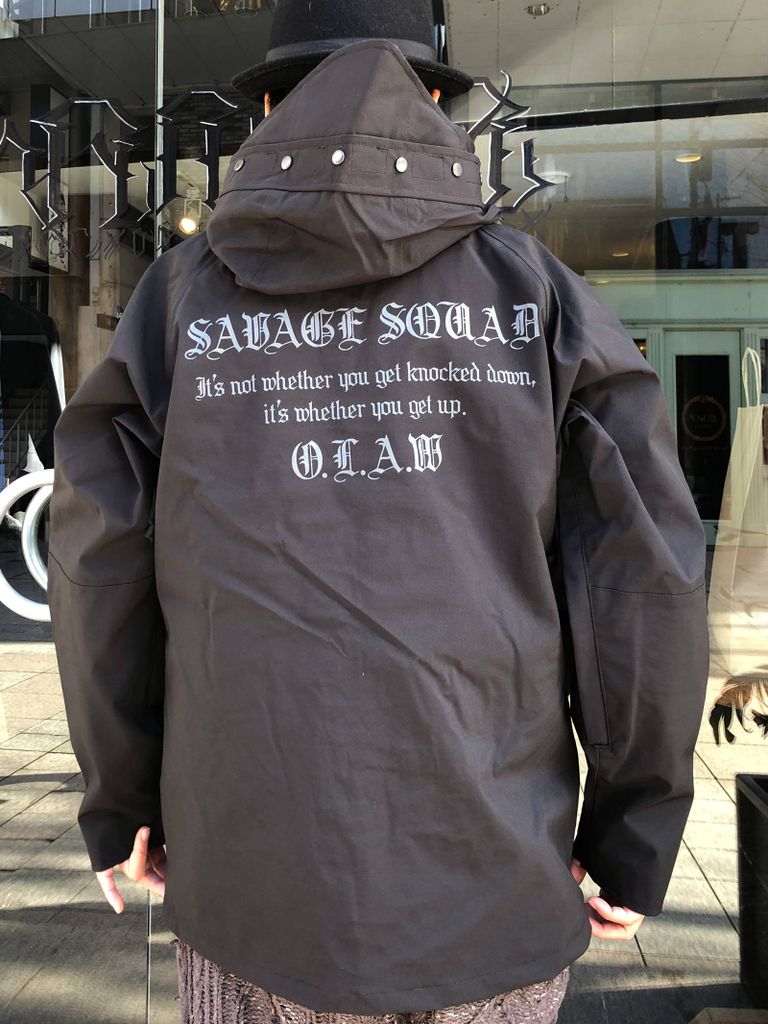 SAVAGE SQUAD
It's not whether you get knocked down,
it's whether you get up.
O.L.A.W